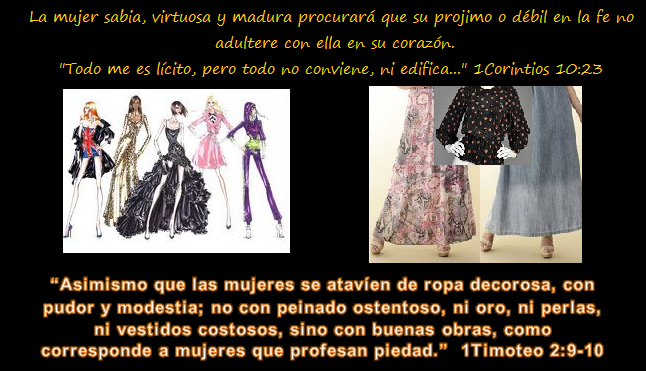 La mujer sabia, virtuosa y madura procurará que su projimo o débil en la fe no
adultere con ella en su corazón.
"Todo me es lícito, pero todo no conviene, ni edifica..." 1Corintios 10:23
“Asimismo que las mujeres se atavíen de ropa decorosa, con
pudor y modestia; no con peinado ostentoso, ni oro, ni perlas,
ni vestidos costosos, sino con buenas obras, como
corresponde a mujeres que profesan piedad.” 1Timoteo 2:9-10